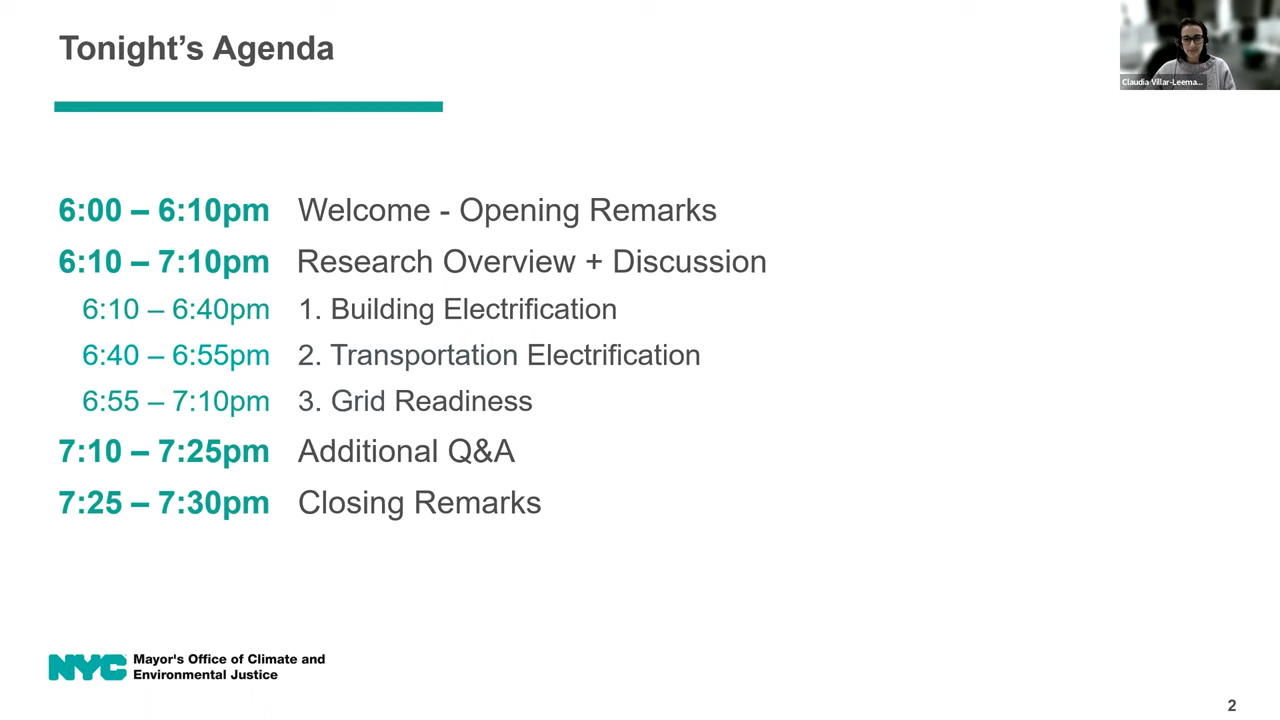 Tonight's Agenda
Claudia Villar-Leema...
6:00 – 6:10pm Welcome - Opening Remarks
6:10 – 7:10pm Research Overview + Discussion
6:10 – 6:40pm 1. Building Electrification
6:40 – 6:55pm 2. Transportation Electrification
6:55 – 7:10pm 3. Grid Readiness
7:10 – 7:25pm Additional Q&A
7:25 – 7:30pm Closing Remarks
NYC Mayor's Office of Climate and
Environmental Justice
2